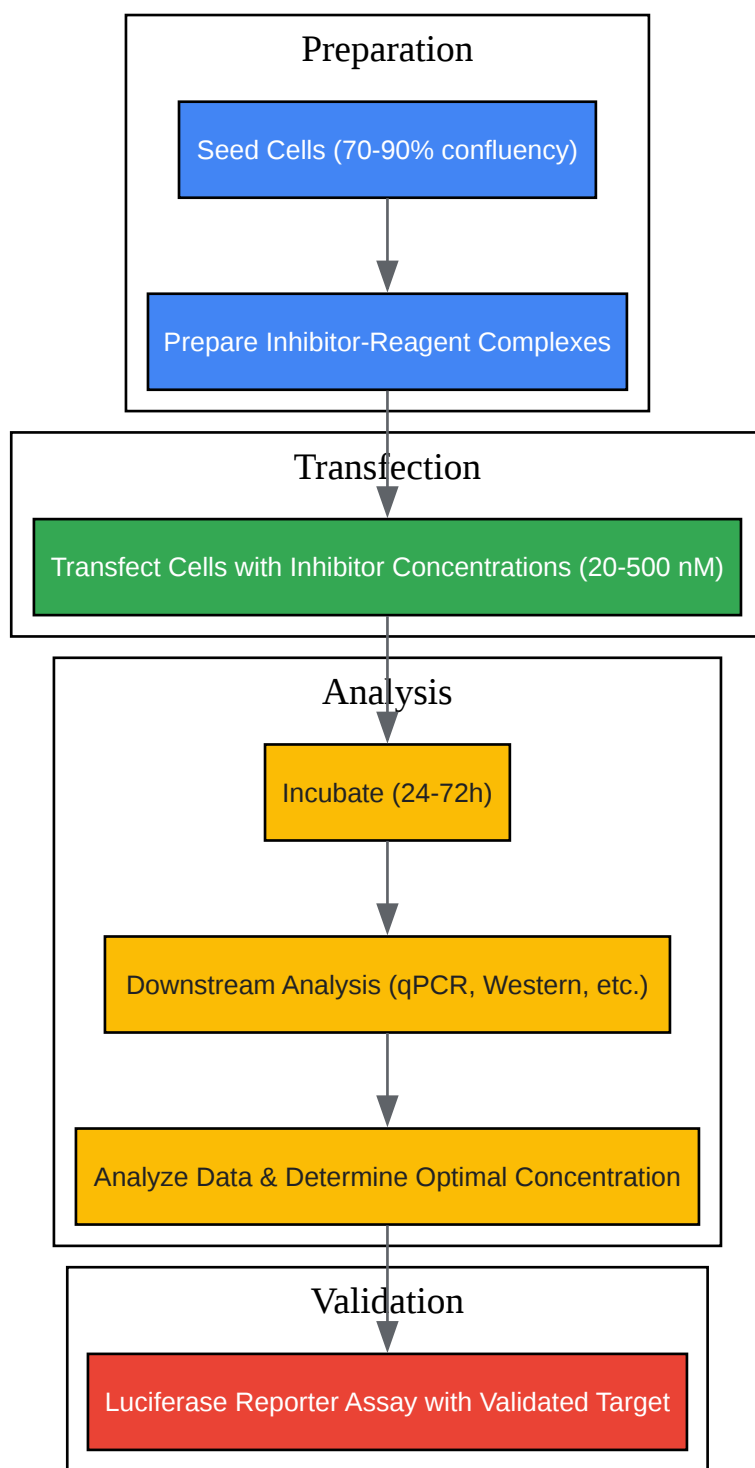 Preparation
Seed Cells (70-90% confluency)
Prepare Inhibitor-Reagent Complexes
Transfection
Transfect Cells with Inhibitor Concentrations (20-500 nM)
Analysis
Incubate (24-72h)
Downstream Analysis (qPCR, Western, etc.)
Analyze Data & Determine Optimal Concentration
Validation
Luciferase Reporter Assay with Validated Target